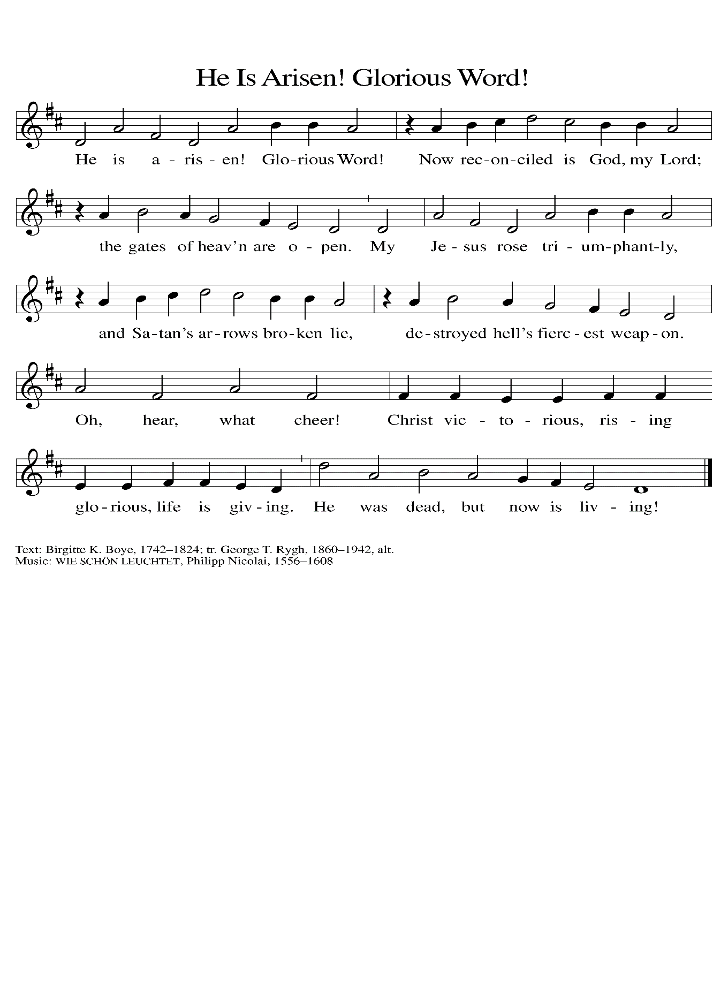 He Is Arisen! Glorious Word!
He is a - ris - en! Glo-rious Word! Now rec-on-ciled is God, my Lord;
the gates of heav’n are o - pen. My Je - sus rose tri - um-phant-ly,
and Sa-tan’s ar-rows bro-ken lie, de-stroyed hell’s fierc-est weap-on.
Oh, hear, what cheer! Christ vic - to - rious, ris - ing
glo-rious, life is giv-ing. He was dead, but now is liv - ing!
Text: Birgitte K. Boye, 1742–1824; tr. George T. Rygh, 1860–1942, alt.
Music: WIE SCHÖN LEUCHTET, Philipp Nicolai, 1556–1608